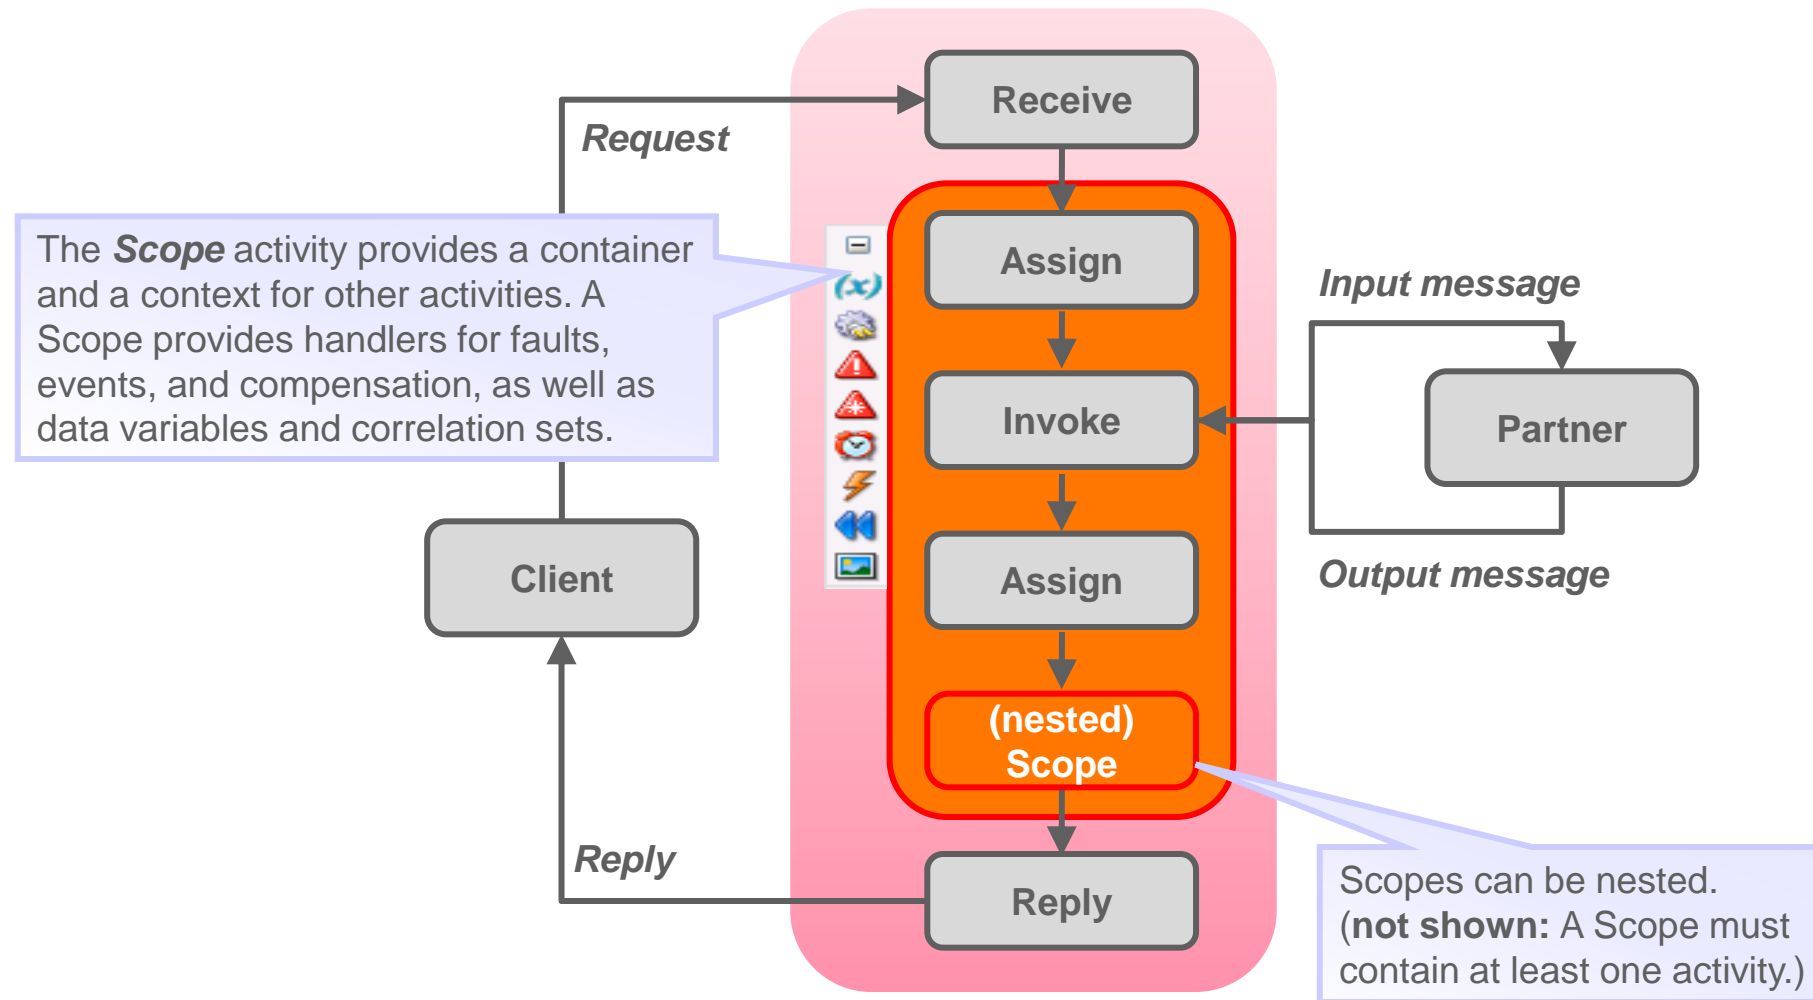 Receive
Request
The Scope activity provides a container
and a context for other activities. A
Scope provides handlers for faults,
events, and compensation, as well as
data variables and correlation sets.
(x)
Assign
Input message
Invoke
Partner
Assign
Output message
Client
(nested)
Scope
Reply
Reply
Scopes can be nested.
(not shown: A Scope must
contain at least one activity.)